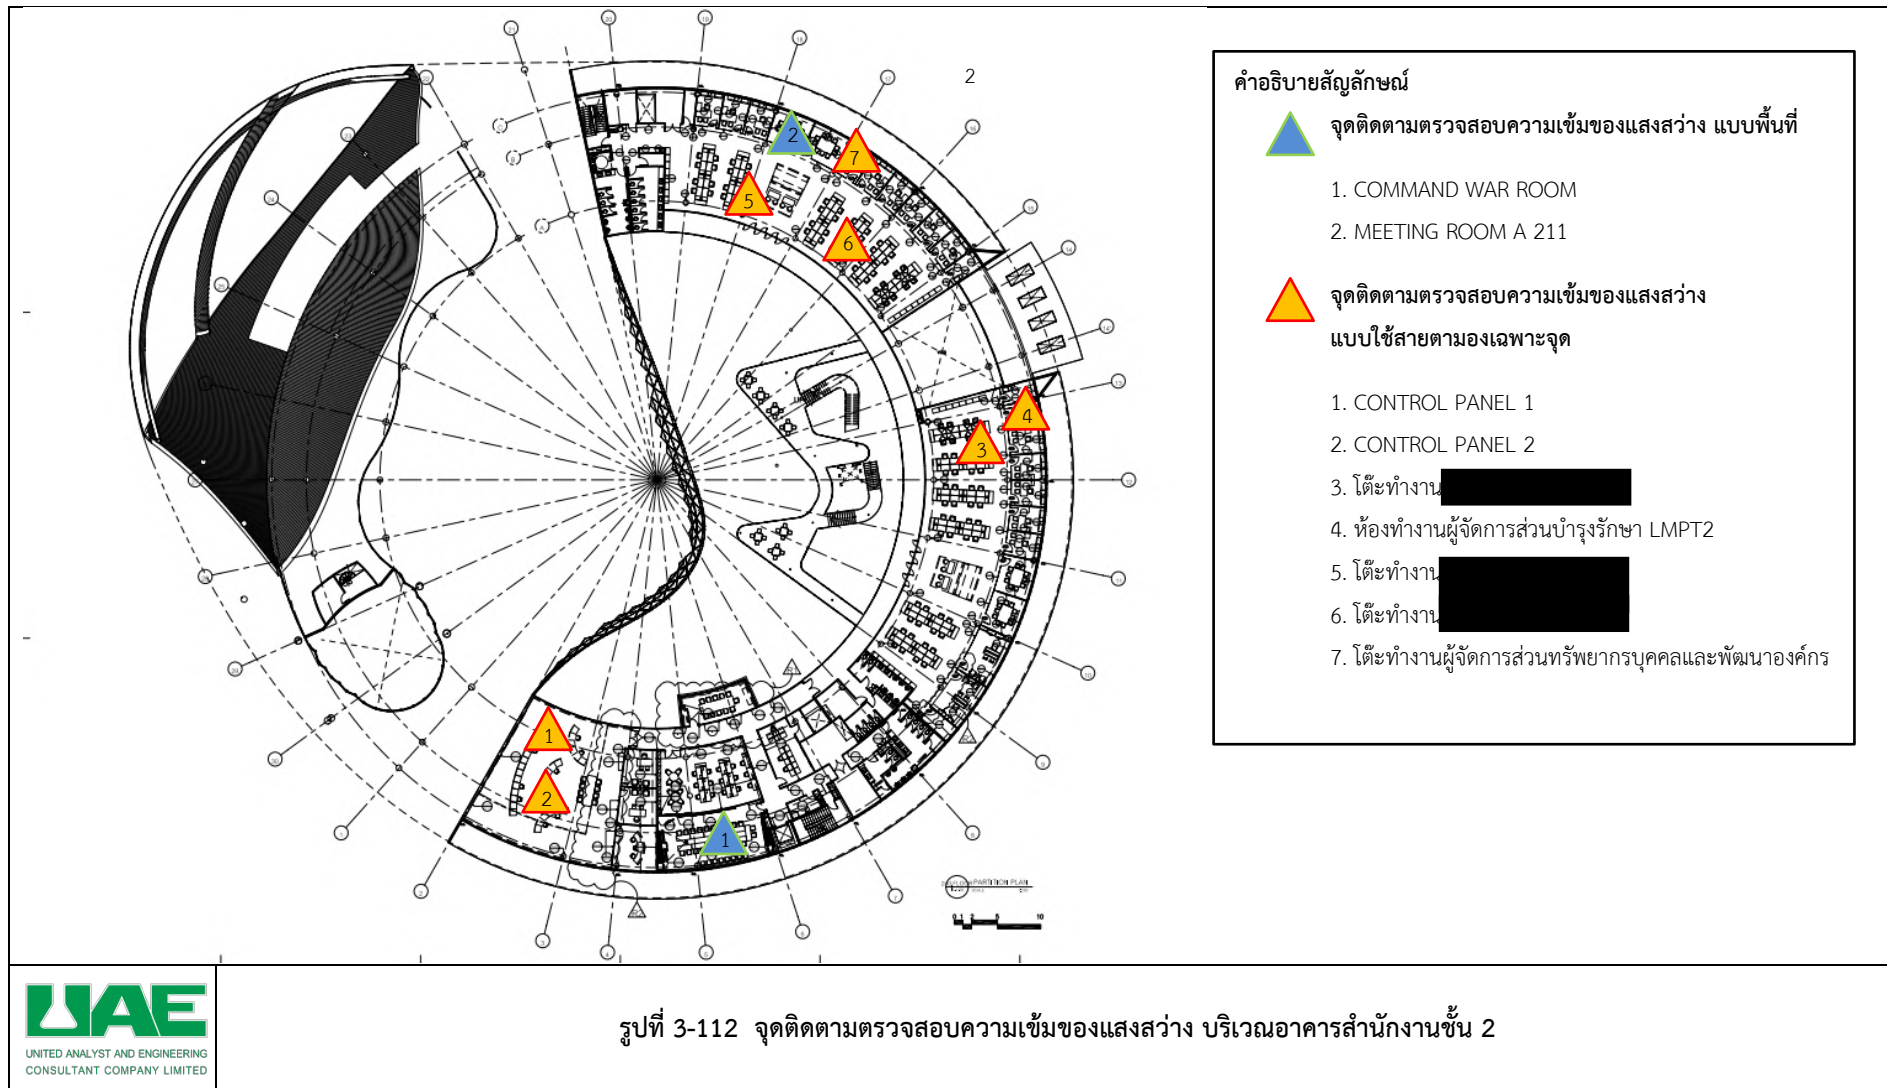 2
คำอธิบายสัญลักษณ์
จุดติดตามตรวจสอบความเข้มของแสงสว่าง แบบพื้นที่
1. COMMAND WAR ROOM
2. MEETING ROOM A 211
จุดติดตามตรวจสอบความเข้มของแสงสว่าง
แบบใช้สายตามองเฉพาะจุด
1. CONTROL PANEL 1
2. CONTROL PANEL 2
3. โต๊ะทำงาน
4. ห้องทำงานผู้จัดการส่วนบำรุงรักษา LMPT2
5. โต๊ะทำงาน
6. โต๊ะทำงาน
7. โต๊ะทำงานผู้จัดการส่วนทรัพยากรบุคคลและพัฒนาองค์กร
2
7
5
6
4
3
1
2
1
PARTITION PLAN
0 1 2 5 10
UAE
UNITED ANALYST AND ENGINEERING
CONSULTANT COMPANY LIMITED
รูปที่ 3-112 จุดติดตามตรวจสอบความเข้มของแสงสว่าง บริเวณอาคารสำนักงานชั้น 2